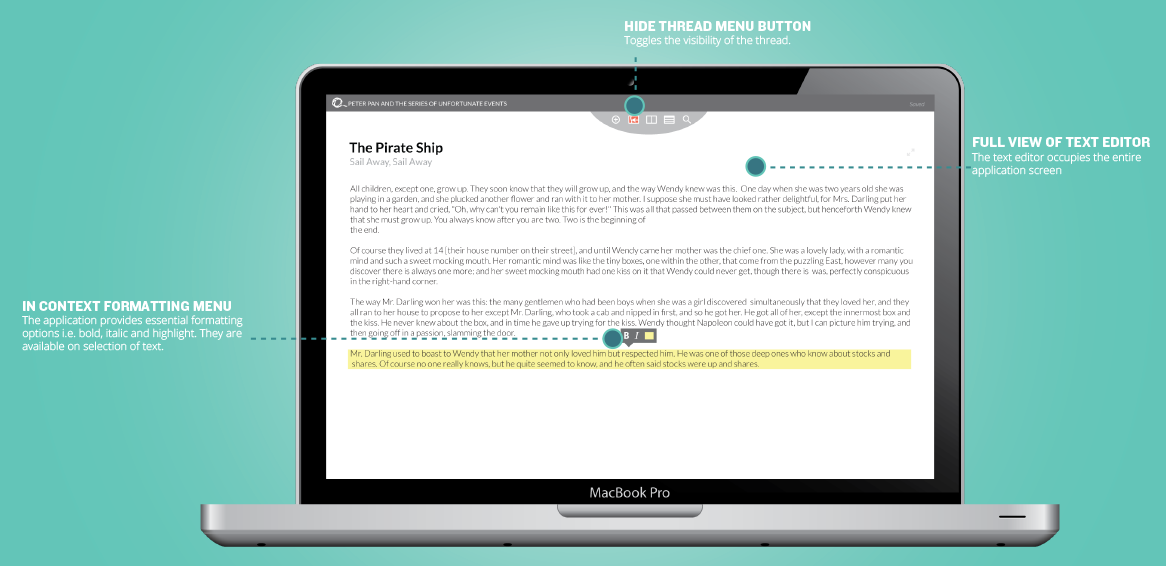 HIDE THREAD MENU BUTTON
Toggles the visibility of the thread.
PETER PAN AND THE SERIES OF UNFORTUNATE EVENTS
Saved
The Pirate Ship
Sail Away, Sail Away
FULL VIEW OF TEXT EDITOR
The text editor occupies the entire
application screen
All children, except one, grow up. They soon know that they will grow up, and the way Wendy knew was this. One day when she was two years old she was
playing in a garden, and she plucked another flower and ran with it to her mother. I suppose she must have looked rather delightful, for Mrs. Darling put her
hand to her heart and cried, "Oh, why can't you remain like this for ever!" This was all that passed between them on the subject, but henceforth Wendy knew
that she must grow up. You always know after you are two. Two is the beginning of
the end.
Of course they lived at 14 (their house number on their street), and until Wendy came her mother was the chief one. She was a lovely lady, with a romantic
mind and such a sweet mocking mouth. Her romantic mind was like the tiny boxes, one within the other, that come from the puzzling East, however many you
discover there is always one more; and her sweet mocking mouth had one kiss on it that Wendy could never get, though there is was, perfectly conspicuous
in the right-hand corner.
The way Mr. Darling won her was this: the many gentlemen who had been boys when she was a girl discovered simultaneously that they loved her, and they
all ran to her house to propose to her except Mr. Darling, who took a cab and nipped in first, and so he got her. He got all of her, except the innermost box and
the kiss. He never knew about the box, and in time he gave up trying for the kiss. Wendy thought Napoleon could have got it, but I can picture him trying, and
then going off in a passion, slamming the door.
B I
Mr. Darling used to boast to Wendy that her mother not only loved him but respected him. He was one of those deep ones who know about stocks and
shares. Of course no one really knows, but he quite seemed to know, and he often said stocks were up and shares.
IN CONTEXT FORMATTING MENU
The application provides essential formatting
options i.e. bold, italic and highlight. They are
available on selection of text.
MacBook Pro